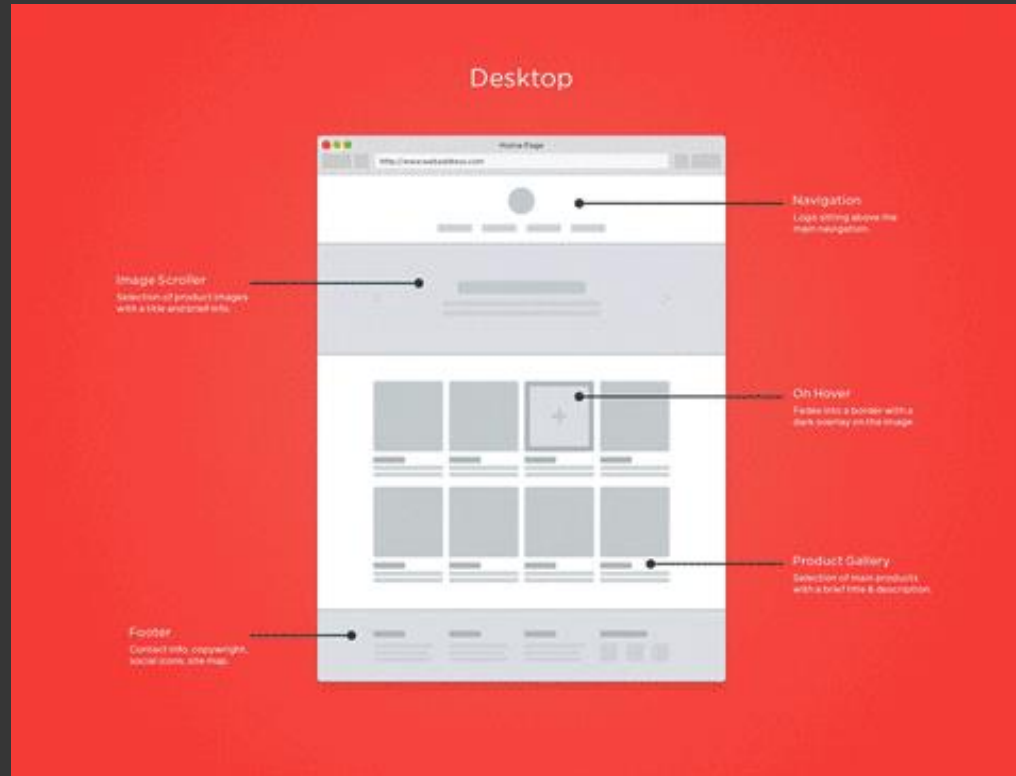 Desktop
Home Page
http://www.webaddress.com
Navigation
Logo sitting above the
main navigation.
Image Scroller
Selection of product images
with a title and brief info.
On Hover
Fades into a border with a
dark overlay on the image.
Product Gallery
Selection of main products
with a brief title & description.
Footer
Contact info, copywright,
social icons, site map.